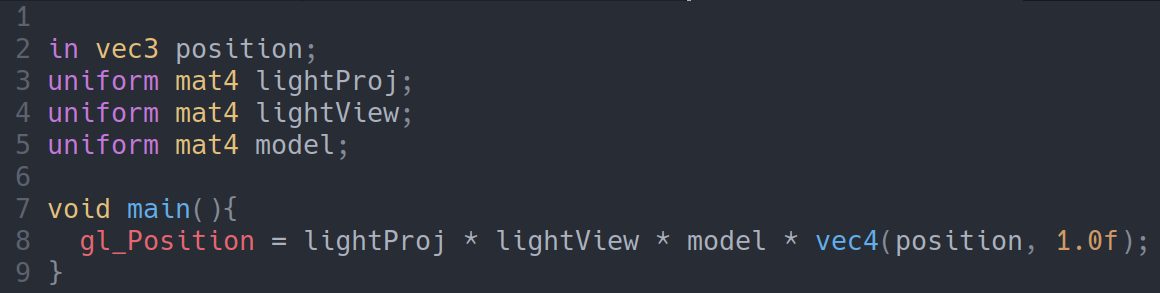 1
2 in vec3 position;
3 uniform mat4 lightProj;
4 uniform mat4 lightView;
5 uniform mat4 model;
6
7 void main(){
8   gl_Position = lightProj * lightView * model * vec4(position, 1.0f);
9 }